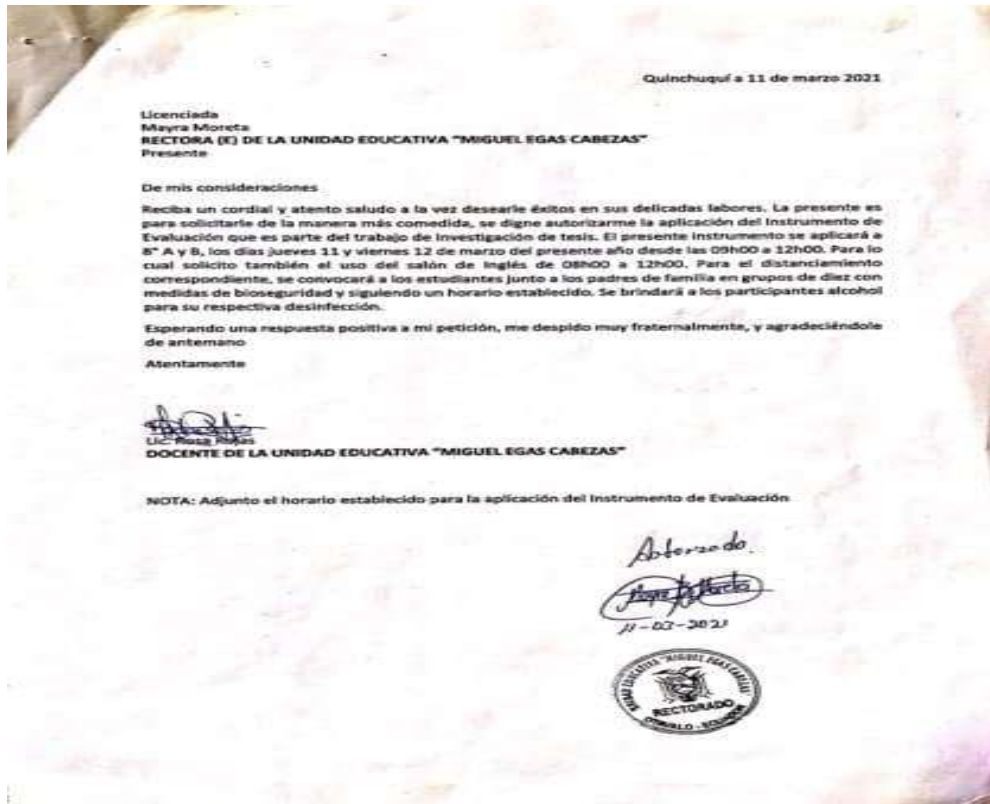 Quinchuquí a 11 de marzo 2021
Licenciada
Mayra Moreta
RECTORA (E) DE LA UNIDAD EDUCATIVA "MIGUEL EGAS CABEZAS"
Presente
De mis consideraciones
Reciba un cordial y atento saludo a la vez desearle éxitos en sus delicadas labores. La presente es
para solicitarle de la manera más comedida, se digne autorizarme la aplicación del Instrumento de
Evaluación que es parte del trabajo de Investigación de tesis. El presente instrumento se aplicará a
8° A y B, los días jueves 11 y viernes 12 de marzo del presente año desde las 09h00 a 12h00. Para lo
cual solicito también el uso del salón de Inglés de 08h00 a 12h00. Para el distanciamiento
correspondiente, se convocará a los estudiantes junto a los padres de familia en grupos de diez con
medidas de bioseguridad y siguiendo un horario establecido. Se brindará a los participantes alcohol
para su respectiva desinfección.
Esperando una respuesta positiva a mi petición, me despido muy fraternalmente, y agradeciéndole
de antemano
Atentamente
Lic. Rosa Rojas
DOCENTE DE LA UNIDAD EDUCATIVA "MIGUEL EGAS CABEZAS"
NOTA: Adjunto el horario establecido para la aplicación del Instrumento de Evaluación
Autorizado.
11-03-2021
UNIDAD EDUCATIVA "MIGUEL EGAS CABEZAS"
RECTORADO
OTAVALO - ECUADOR